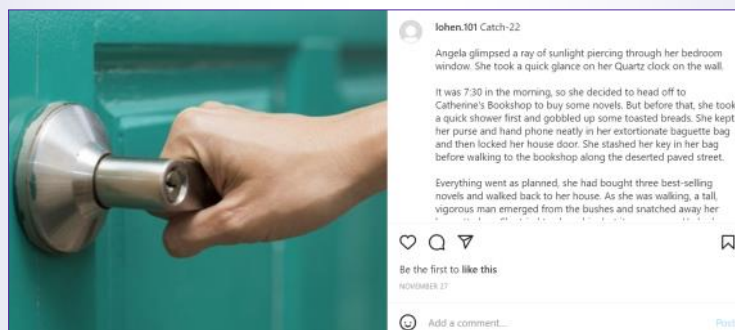 lohen.101 Catch-22
Angela glimpsed a ray of sunlight piercing through her bedroom
window. She took a quick glance on her Quartz clock on the wall.
It was 7:30 in the morning, so she decided to head off to
Catherine's Bookshop to buy some novels. But before that, she took
a quick shower first and gobbled up some toasted breads. She kept
her purse and hand phone neatly in her extortionate baguette bag
and then locked her house door. She stashed her key in her bag
before walking to the bookshop along the deserted paved street.
Everything went as planned, she had bought three best-selling
novels and walked back to her house. As she was walking, a tall,
vigorous man emerged from the bushes and snatched away her
Be the first to like this
NOVEMBER 27
Add a comment...
Post